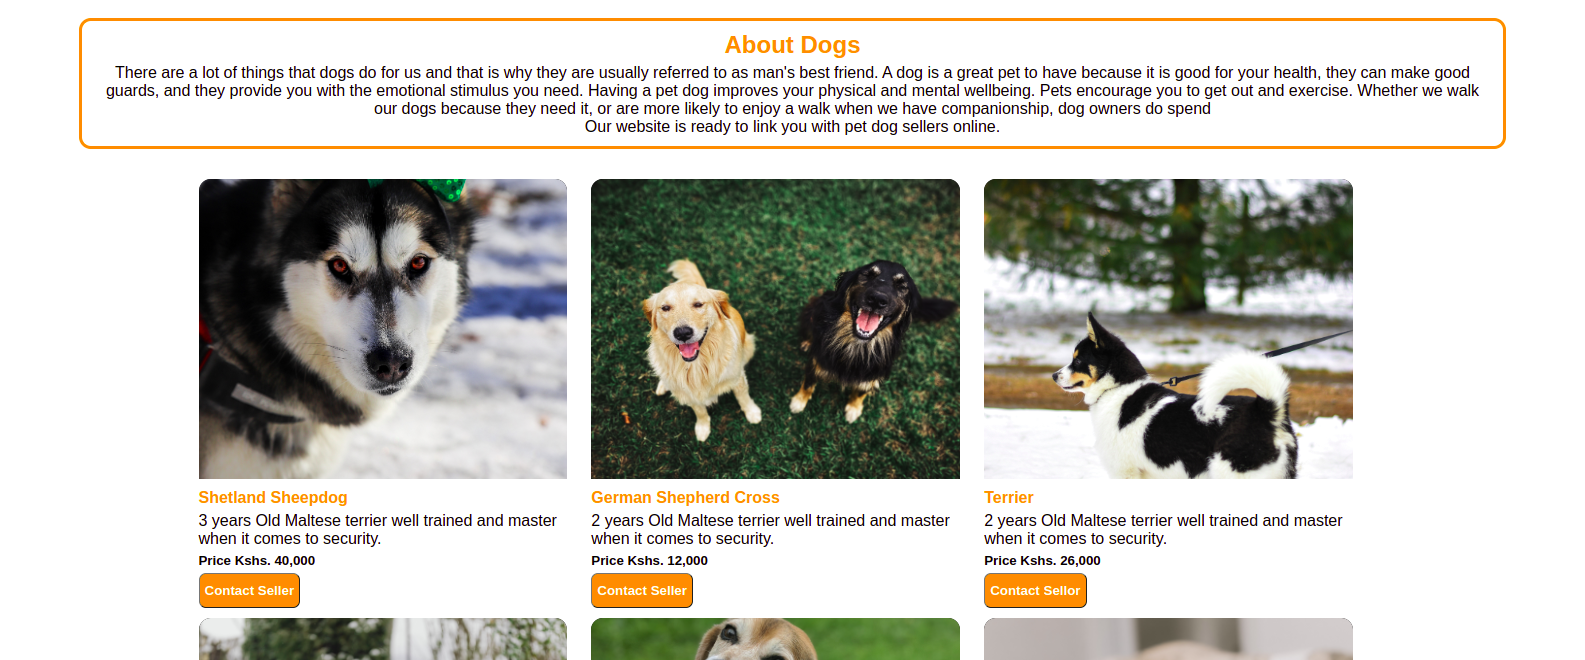 About Dogs
There are a lot of things that dogs do for us and that is why they are usually referred to as man's best friend. A dog is a great pet to have because it is good for your health, they can make good
guards, and they provide you with the emotional stimulus you need. Having a pet dog improves your physical and mental wellbeing. Pets encourage you to get out and exercise. Whether we walk
our dogs because they need it, or are more likely to enjoy a walk when we have companionship, dog owners do spend
Our website is ready to link you with pet dog sellers online.
Shetland Sheepdog
3 years Old Maltese terrier well trained and master
when it comes to security.
Price Kshs. 40,000
Contact Seller
German Shepherd Cross
2 years Old Maltese terrier well trained and master
when it comes to security.
Price Kshs. 12,000
Contact Seller
Terrier
2 years Old Maltese terrier well trained and master
when it comes to security.
Price Kshs. 26,000
Contact Sellor